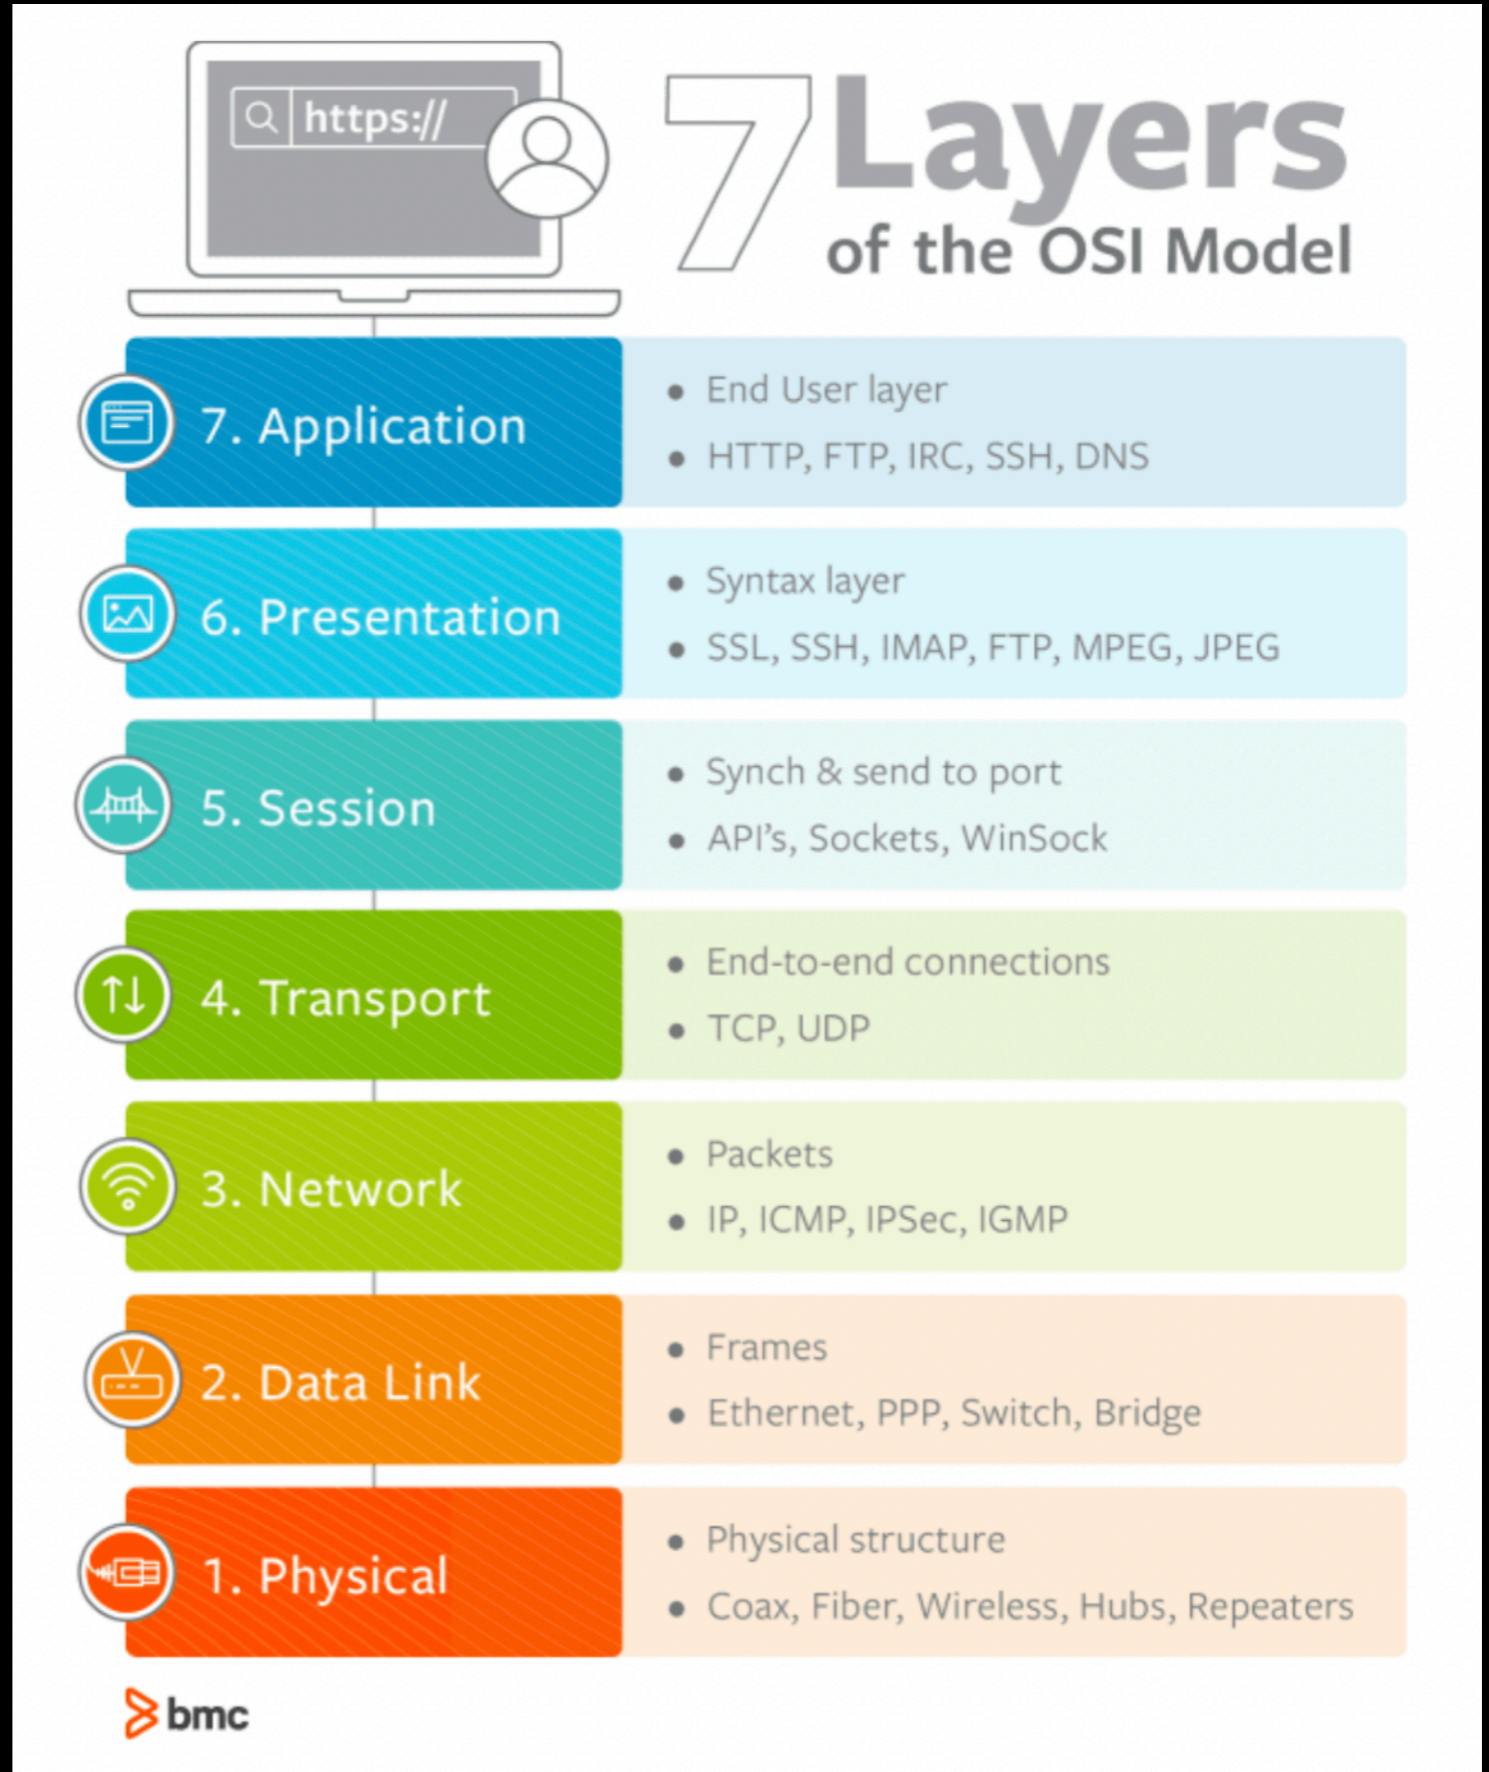 https://
7 Layers
of the OSI Model
7. Application
• End User layer
• HTTP, FTP, IRC, SSH, DNS
6. Presentation
• Syntax layer
• SSL, SSH, IMAP, FTP, MPEG, JPEG
5. Session
• Synch & send to port
• API’s, Sockets, WinSock
4. Transport
• End-to-end connections
• TCP, UDP
3. Network
• Packets
• IP, ICMP, IPSec, IGMP
2. Data Link
• Frames
• Ethernet, PPP, Switch, Bridge
1. Physical
• Physical structure
• Coax, Fiber, Wireless, Hubs, Repeaters
bmc